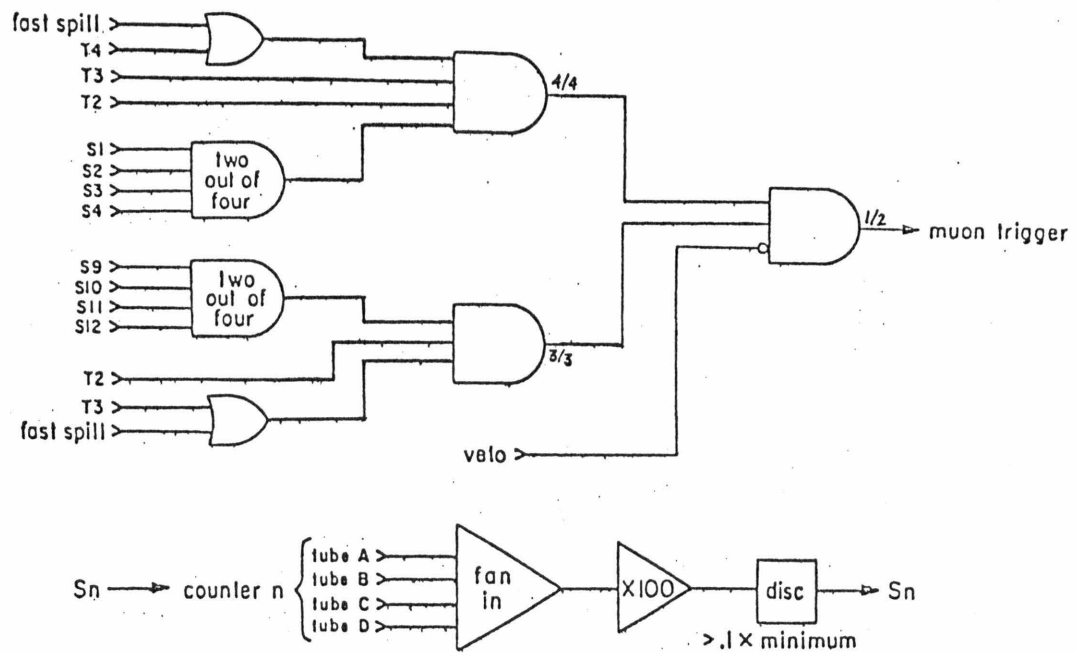 fast spill
T4
T3
T2
4/4
S1
S2
S3
S4
two
out of
four
1/2
muon trigger
S9
S10
S11
S12
two
out of
four
3/3
T2
T3
fast spill
veto
Sn
counter n
tube A
tube B
tube C
tube D
fan
in
X100
disc
Sn
>.1 x minimum